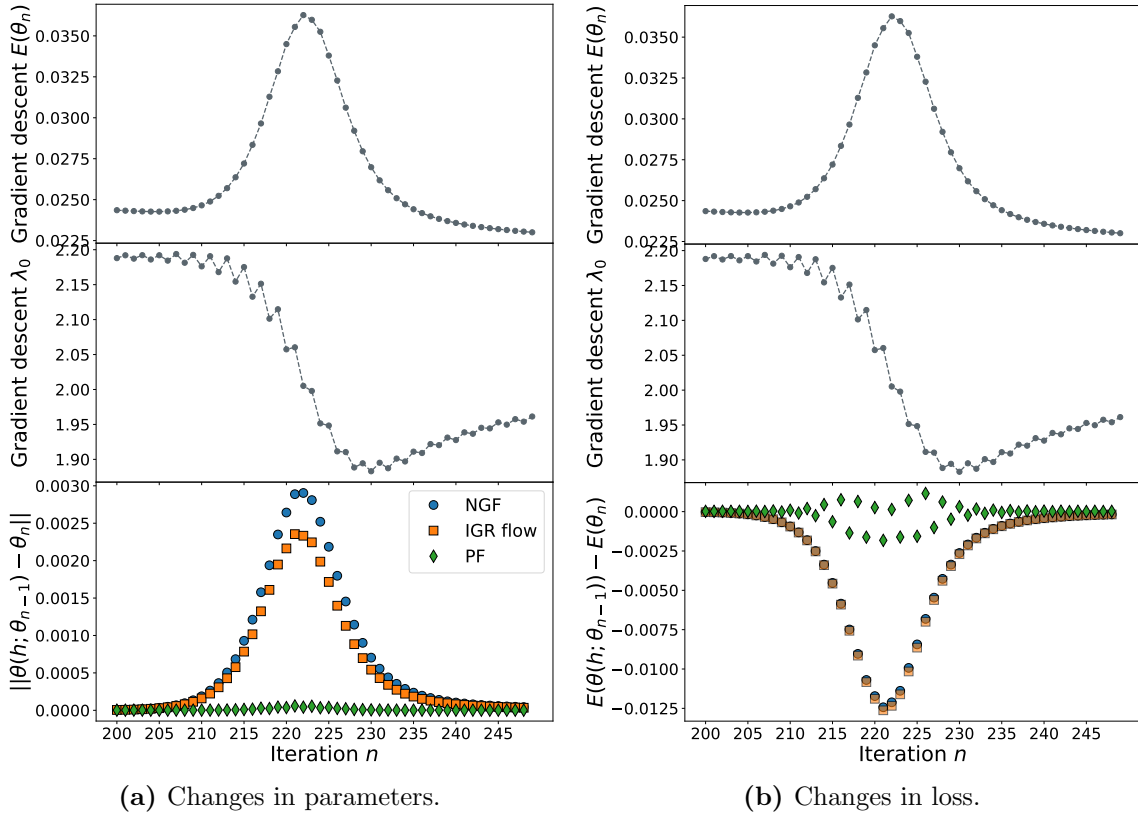 Gradient descent E(θn)
0.0350
0.0325
0.0300
0.0275
0.0250
0.0225
Gradient descent λ0
2.20
2.15
2.10
2.05
2.00
1.95
1.90
||θ(h; θn−1) − θn||
0.0030
0.0025
0.0020
0.0015
0.0010
0.0005
0.0000
NGF
IGR flow
PF
200 205 210 215 220 225 230 235 240 245
Iteration n
(a) Changes in parameters.
Gradient descent E(θn)
0.0350
0.0325
0.0300
0.0275
0.0250
0.0225
Gradient descent λ0
2.20
2.15
2.10
2.05
2.00
1.95
1.90
E(θ(h; θn−1)) − E(θn)
0.0000
−0.0025
−0.0050
−0.0075
−0.0100
−0.0125
200 205 210 215 220 225 230 235 240 245
Iteration n
(b) Changes in loss.